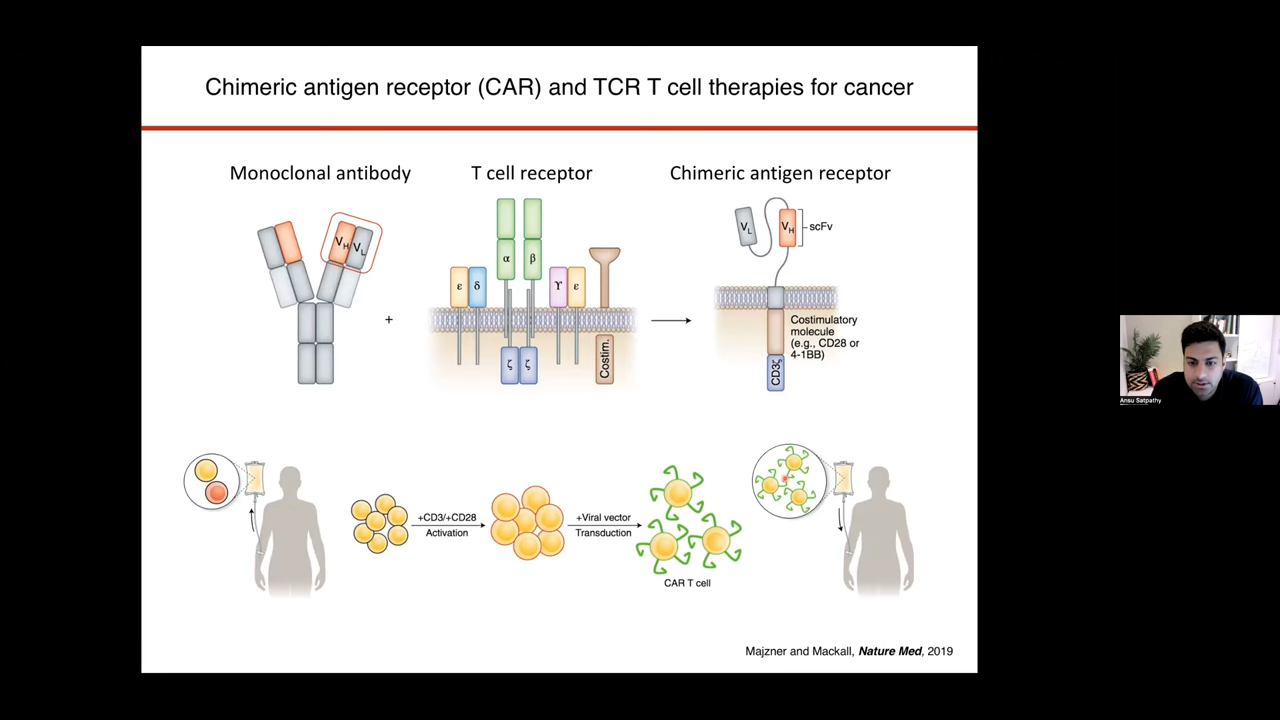 Chimeric antigen receptor (CAR) and TCR T cell therapies for cancer
Monoclonal antibody
T cell receptor
Chimeric antigen receptor
VH
VL
+
ε
δ
α
β
ϒ
ε
ζ
ζ
Costim.
VL
VH
scFv
Costimulatory
molecule
(e.g., CD28 or
4-1BB)
CD3ζ
+CD3/+CD28
Activation
+Viral vector
Transduction
CAR T cell
Majzner and Mackall, Nature Med, 2019
Ansu Satpathy